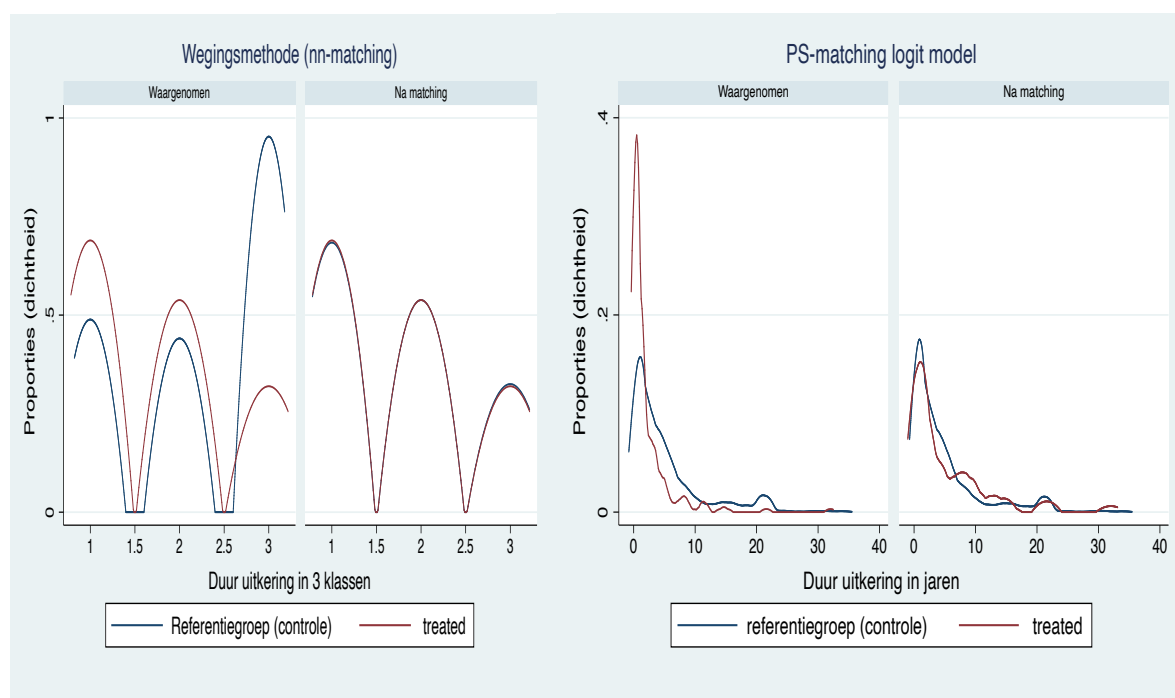 Wegingsmethode (nn-matching)
Waargenomen
Na matching
Proporties (dichtheid)
1
.5
0
1
1.5
2
2.5
3
1
1.5
2
2.5
3
Duur uitkering in 3 klassen
Referentiegroep (controle)
treated
PS-matching logit model
Waargenomen
Na matching
Proporties (dichtheid)
.4
.2
0
0
10
20
30
40
0
10
20
30
40
Duur uitkering in jaren
referentiegroep (controle)
treated